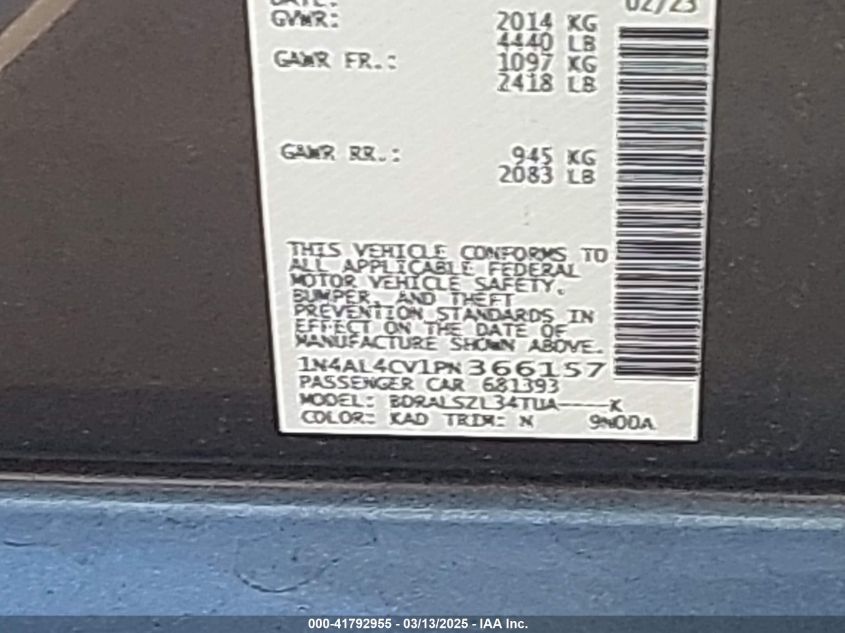 02/23
GVWR: 2014 KG
4440 LB
GAWR FR.: 1097 KG
2418 LB
GAWR RR.: 945 KG
2083 LB
THIS VEHICLE CONFORMS TO
ALL APPLICABLE FEDERAL
MOTOR VEHICLE SAFETY,
BUMPER, AND THEFT
PREVENTION STANDARDS IN
EFFECT ON THE DATE OF
MANUFACTURE SHOWN ABOVE.
1N4AL4CV1PN366157
PASSENGER CAR 681393
MODEL: BDRALSZL34TUA----K
COLOR: KAD TRIM: N 9N00A
000-41792955 - 03/13/2025 - IAA Inc.